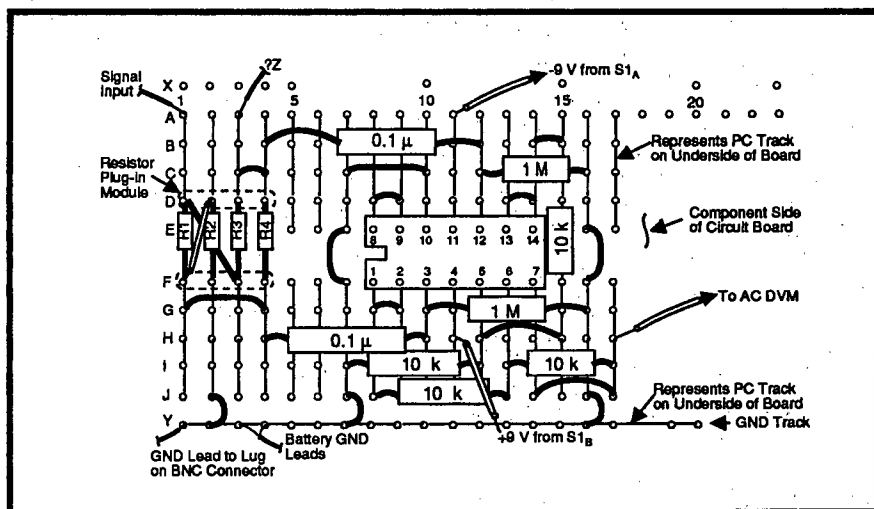 ?Z
-9 V from S1A
Signal
Input
X
1
5
10
15
20
A
B
0.1 µ
Represents PC Track
on Underside of Board
C
1 M
Resistor
Plug-in
Module
D
E
R1
R2
R3
R4
8
9
10
11
12
13
14
10 k
Component Side
of Circuit Board
1
2
3
4
5
6
7
F
To AC DVM
G
1 M
H
0.1 µ
I
10 k
10 k
J
10 k
Represents PC Track
on Underside of Board
Y
GND Track
GND Lead to Lug
on BNC Connector
Battery GND
Leads
+9 V from S1B